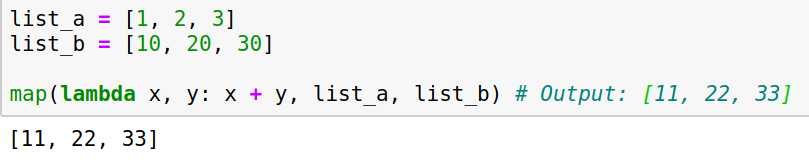 list_a = [1, 2, 3]
list_b = [10, 20, 30]
map(lambda x, y: x + y, list_a, list_b) # Output: [11, 22, 33]
[11, 22, 33]